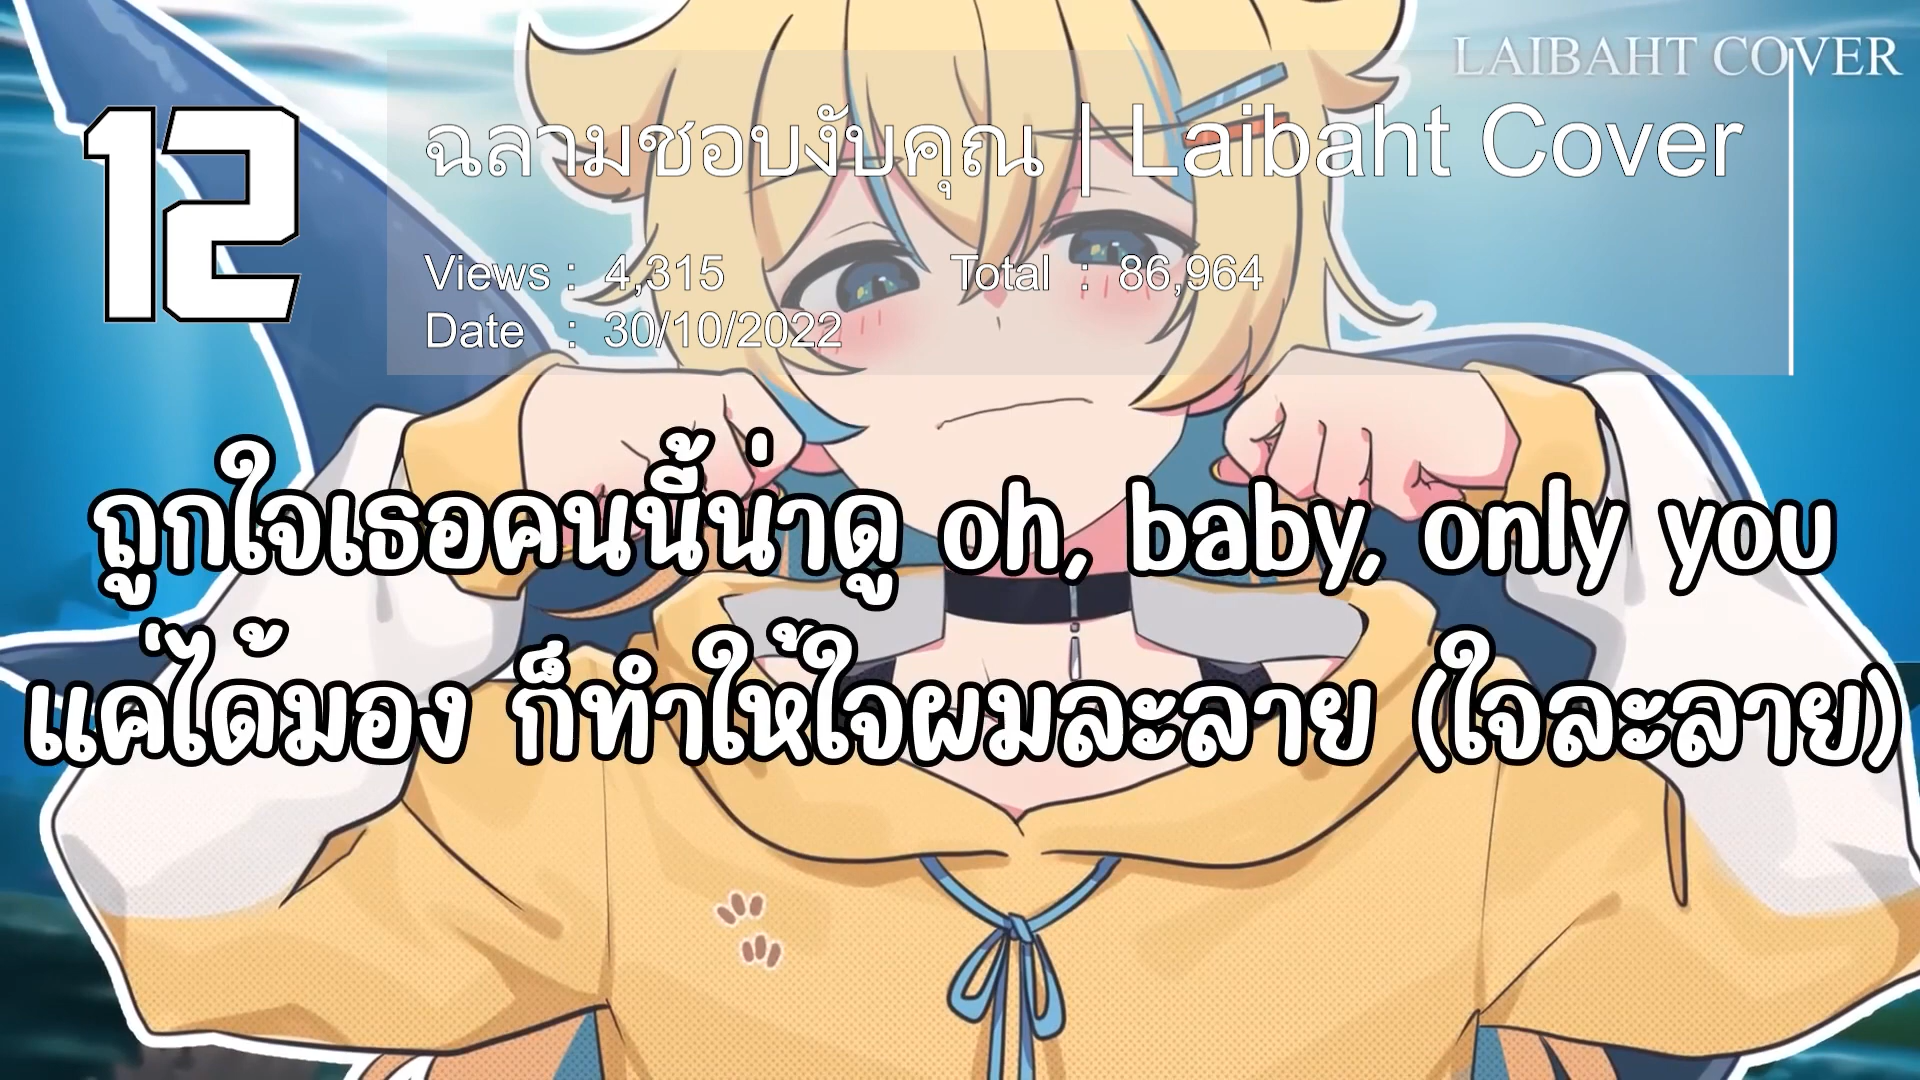 LAIBAHT COVER
12
ฉลามชอบงับคุณ | Laibaht Cover
Views : 4,315 Total : 86,964
Date : 30/10/2022
ถูกใจเธอคนนี้น่าดู oh, baby, only you
แค่ได้มอง ก็ทำให้ใจผมละลาย (ใจละลาย)